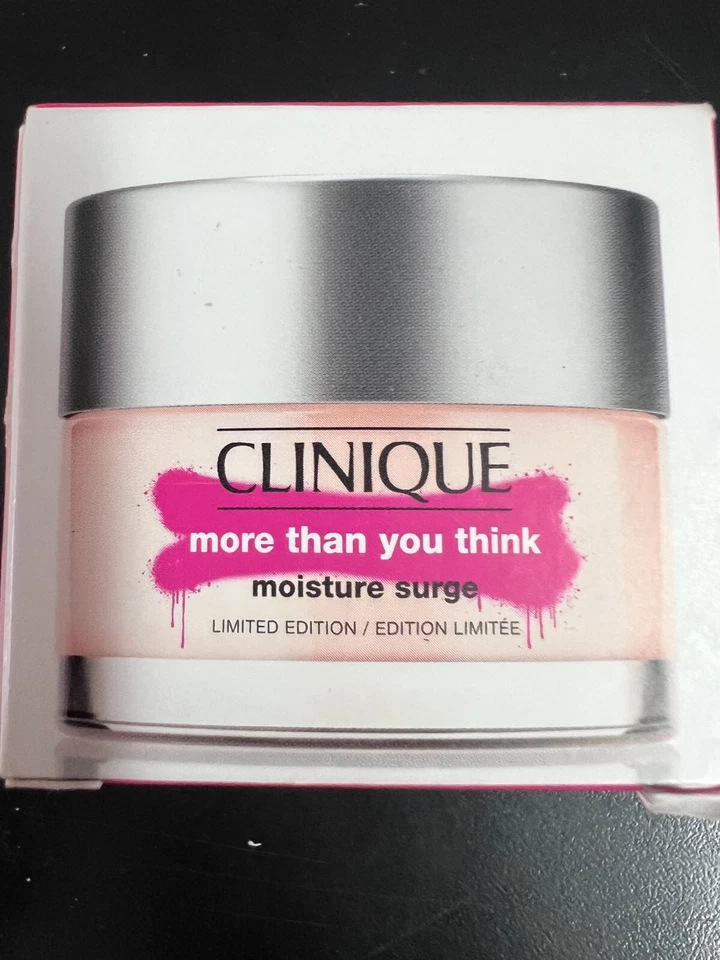 CLINIQUE
more than you think
moisture surge
LIMITED EDITION / EDITION LIMITÉE